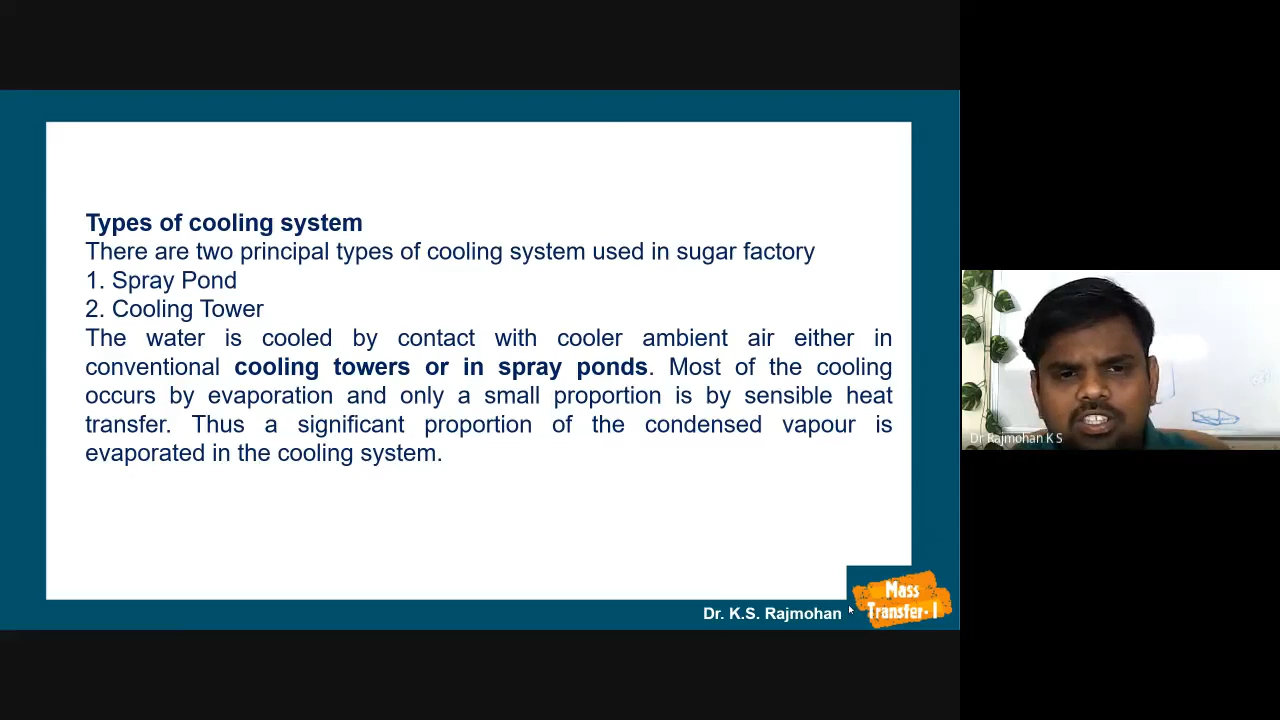 Types of cooling system
There are two principal types of cooling system used in sugar factory
1. Spray Pond
2. Cooling Tower
The water is cooled by contact with cooler ambient air either in
conventional cooling towers or in spray ponds. Most of the cooling
occurs by evaporation and only a small proportion is by sensible heat
transfer. Thus a significant proportion of the condensed vapour is
evaporated in the cooling system.
Dr Rajmohan K S
Mass
Transfer-I
Dr. K.S. Rajmohan